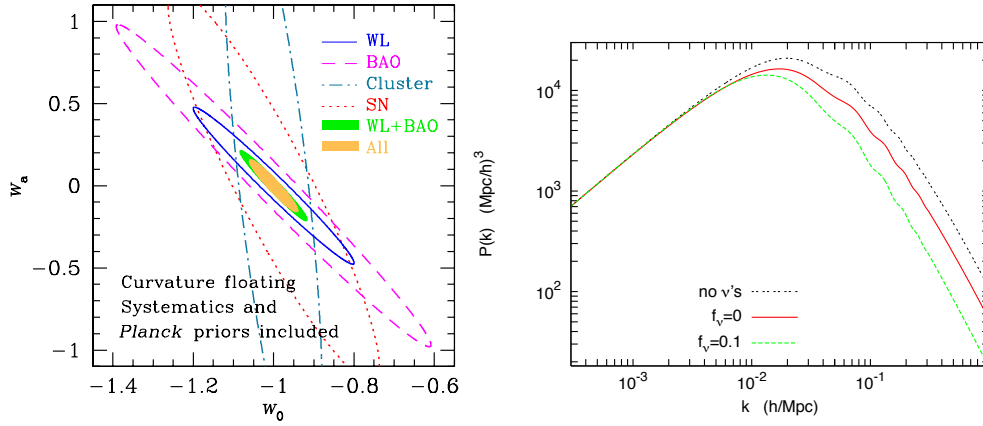 1
0.5
0
−0.5
−1
w_a
WL
BAO
Cluster
SN
WL+BAO
All
Curvature floating
Systematics and
Planck priors included
−1.4 −1.2 −1 −0.8 −0.6
w_0
10^4
10^3
10^2
P(k) (Mpc/h)^3
no ν's
f_ν=0
f_ν=0.1
10^-3 10^-2 10^-1
k (h/Mpc)